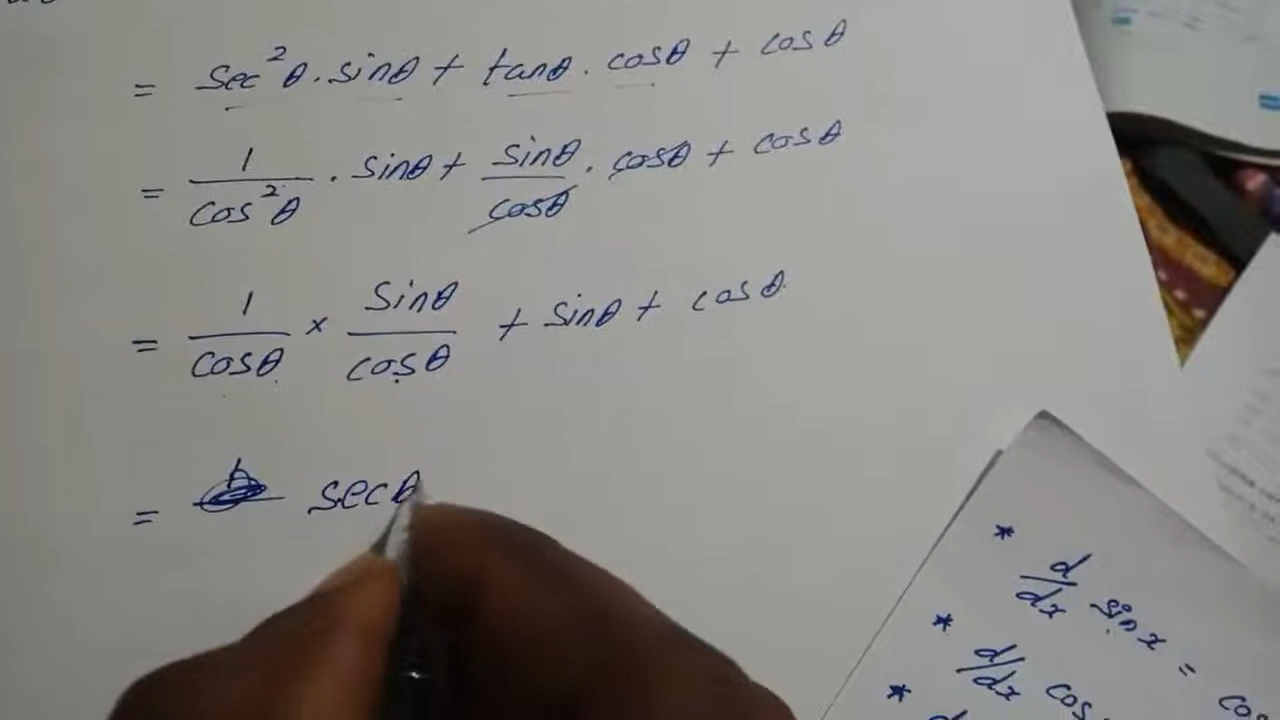 = sec²θ . sinθ + tanθ . cosθ + cosθ
= 1/cos²θ . sinθ + sinθ/cosθ . cosθ + cosθ
= 1/cosθ × sinθ/cosθ + sinθ + cosθ
= secθ
* d/dx sin x = cos
* d/dx cos
* d